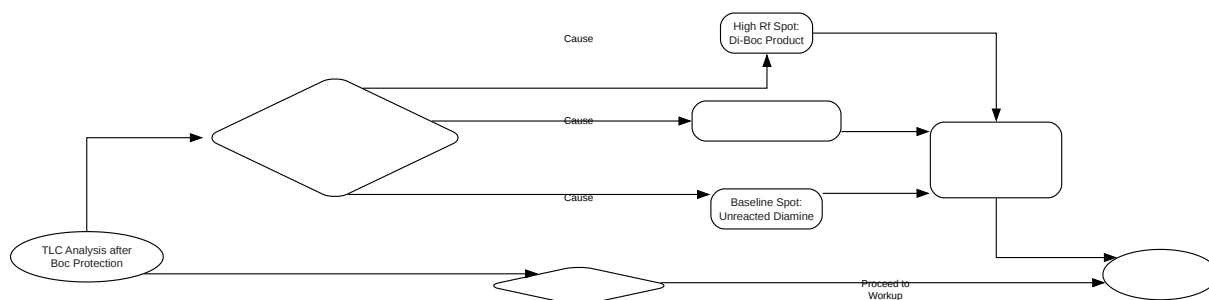 High Rf Spot:
Di-Boc Product
Cause
Cause
Cause
Baseline Spot:
Unreacted Diamine
TLC Analysis after
Boc Protection
Proceed to
Workup